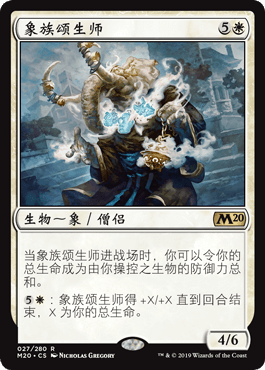 象族颂生师 5
生物~象 / 僧侣 M20
当象族颂生师进战场时,你可以令你的
总生命成为由你操控之生物的防御力总
和。
5:象族颂生师得 +X/+X 直到回合结
束,X 为你的总生命。
4/6
027/280 R
M20 • CS NICHOLAS GREGORY
™ & © 2019 Wizards of the Coast